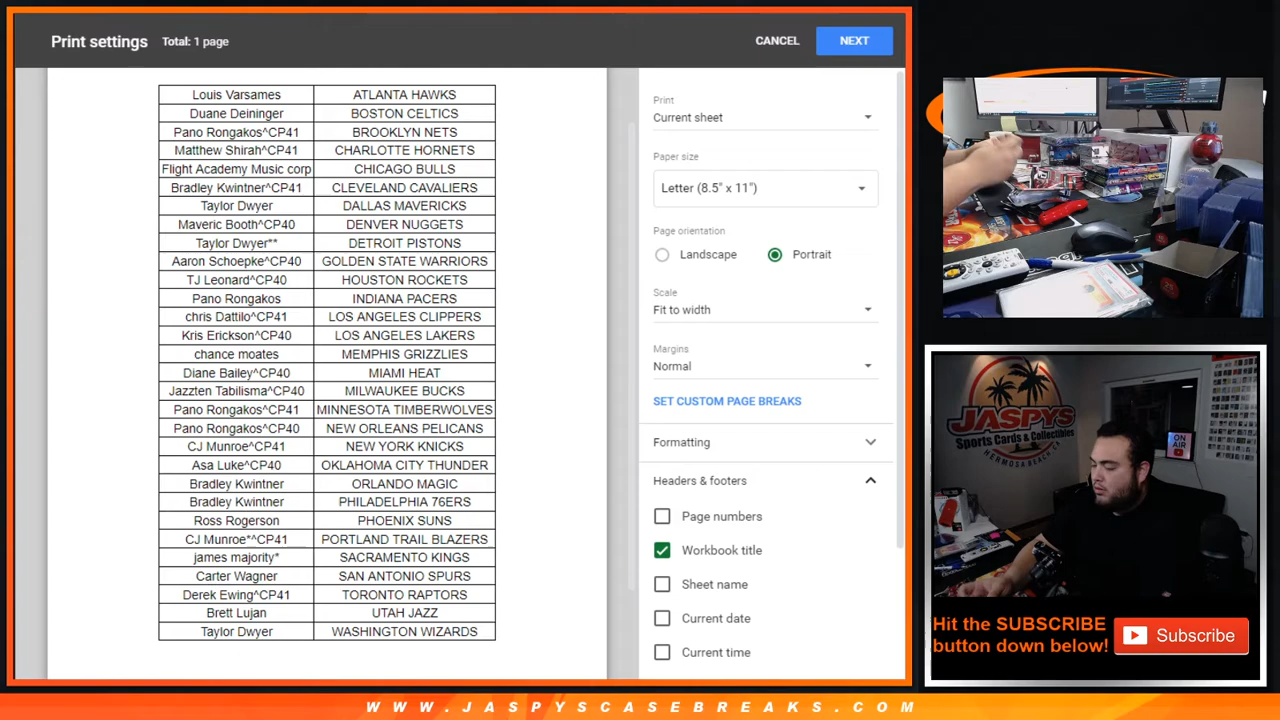 Print settings Total: 1 page CANCEL NEXT
Louis Varsames ATLANTA HAWKS
Duane Deininger BOSTON CELTICS
Pano Rongakos^CP41 BROOKLYN NETS
Matthew Shirah^CP41 CHARLOTTE HORNETS
Flight Academy Music corp CHICAGO BULLS
Bradley Kwintner^CP41 CLEVELAND CAVALIERS
Taylor Dwyer DALLAS MAVERICKS
Maveric Booth^CP40 DENVER NUGGETS
Taylor Dwyer** DETROIT PISTONS
Aaron Schoepke^CP40 GOLDEN STATE WARRIORS
TJ Leonard^CP40 HOUSTON ROCKETS
Pano Rongakos INDIANA PACERS
chris Dattilo^CP41 LOS ANGELES CLIPPERS
Kris Erickson^CP40 LOS ANGELES LAKERS
chance moates MEMPHIS GRIZZLIES
Diane Bailey^CP40 MIAMI HEAT
Jazzten Tabilisma^CP40 MILWAUKEE BUCKS
Pano Rongakos^CP41 MINNESOTA TIMBERWOLVES
Pano Rongakos^CP40 NEW ORLEANS PELICANS
CJ Munroe^CP41 NEW YORK KNICKS
Asa Luke^CP40 OKLAHOMA CITY THUNDER
Bradley Kwintner ORLANDO MAGIC
Bradley Kwintner PHILADELPHIA 76ERS
Ross Rogerson PHOENIX SUNS
CJ Munroe*^CP41 PORTLAND TRAIL BLAZERS
james majority* SACRAMENTO KINGS
Carter Wagner SAN ANTONIO SPURS
Derek Ewing^CP41 TORONTO RAPTORS
Brett Lujan UTAH JAZZ
Taylor Dwyer WASHINGTON WIZARDS
Print
Current sheet
Paper size
Letter (8.5" x 11")
Page orientation
Landscape Portrait
Scale
Fit to width
Margins
Normal
SET CUSTOM PAGE BREAKS
Formatting
Headers & footers
Page numbers
Workbook title
Sheet name
Current date
Current time
JASPYS
Sports Cards & Collectibles
HERMOSA BEACH, CA
ON AIR
Hit the SUBSCRIBE
button down below!
Subscribe
WWW.JASPYSCASEBREAKS.COM